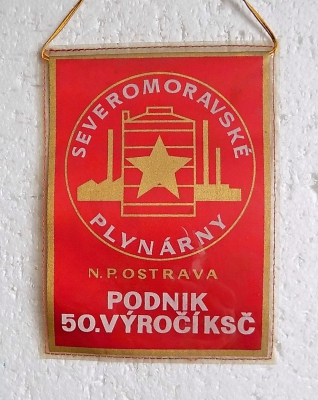 SEVEROMORAVSKÉ
PLYNÁRNY
N.P. OSTRAVA
PODNIK
50.VÝROČÍ KSČ